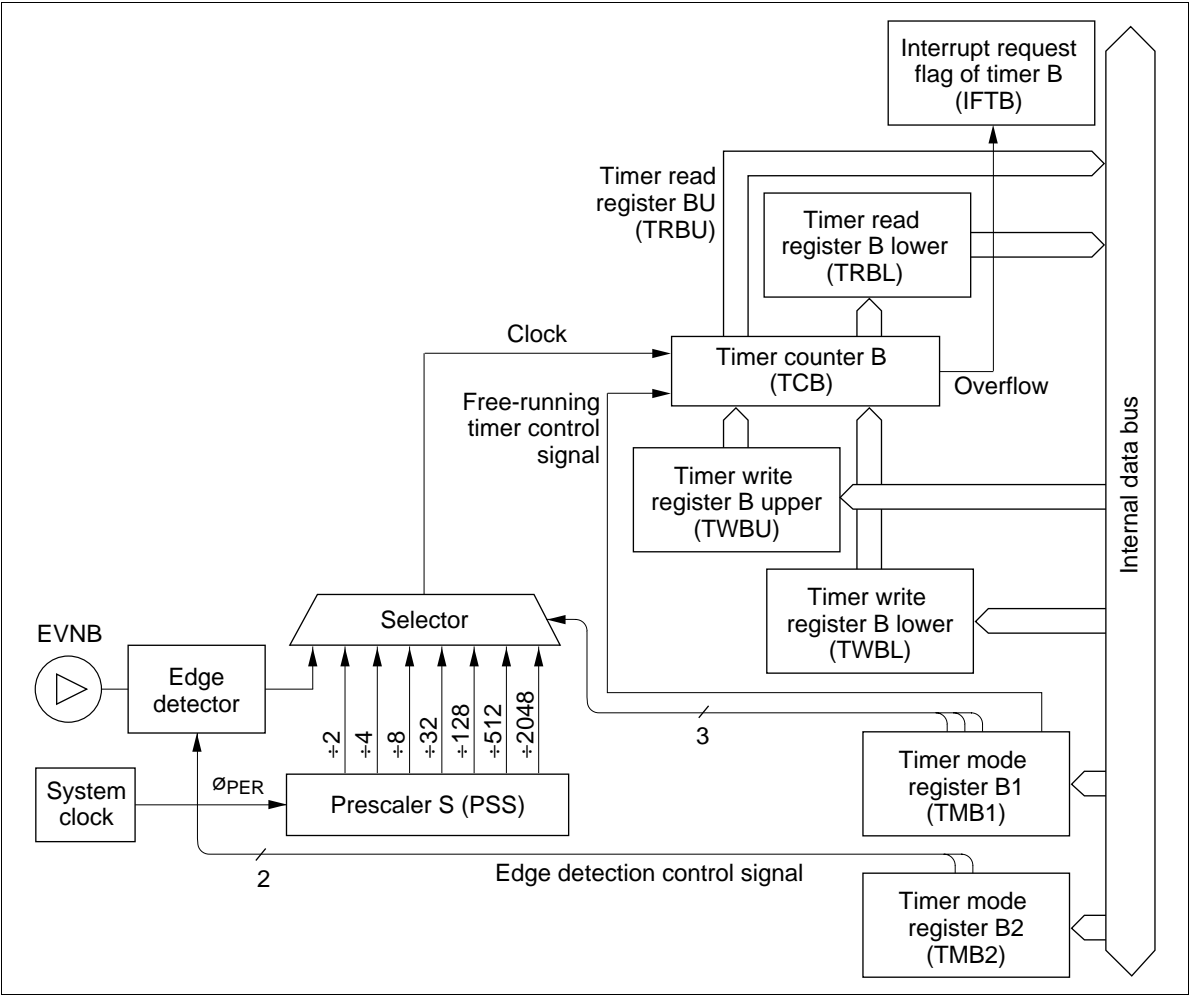 Interrupt request
flag of timer B
(IFTB)
Timer read
register BU
(TRBU)
Timer read
register B lower
(TRBL)
Clock
Timer counter B
(TCB)
Overflow
Free-running
timer control
signal
Timer write
register B upper
(TWBU)
Internal data bus
Timer write
register B lower
(TWBL)
Selector
EVNB
Edge
detector
÷2
÷4
÷8
÷32
÷128
÷512
÷2048
3
System
clock
øPER
Prescaler S (PSS)
Timer mode
register B1
(TMB1)
2
Edge detection control signal
Timer mode
register B2
(TMB2)